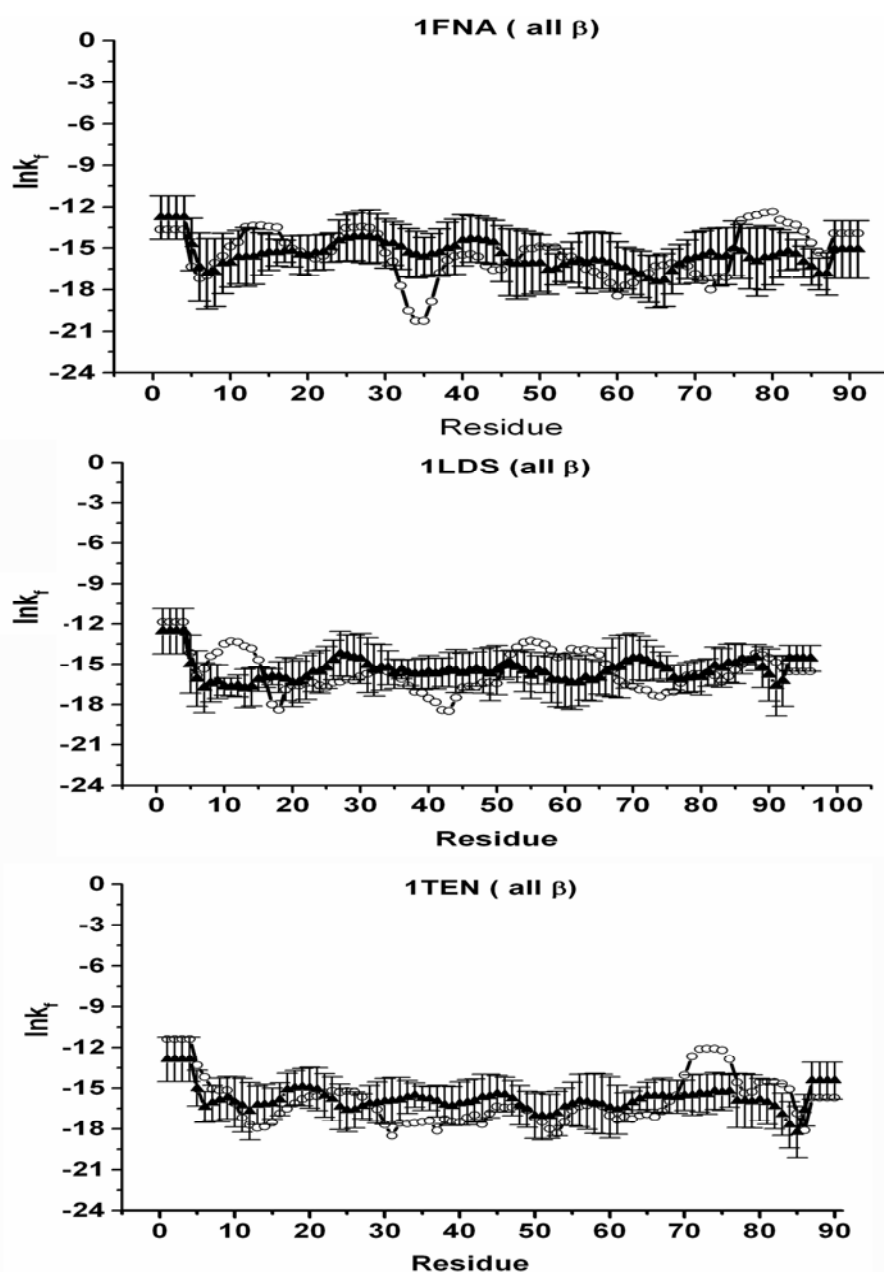 1FNA ( all β)
0
-3
-6
-9
-12
-15
-18
-21
-24
lnk_f
0 10 20 30 40 50 60 70 80 90
Residue
1LDS (all β)
0
-3
-6
-9
-12
-15
-18
-21
-24
lnk_f
0 10 20 30 40 50 60 70 80 90 100
Residue
1TEN ( all β)
0
-3
-6
-9
-12
-15
-18
-21
-24
lnk_f
0 10 20 30 40 50 60 70 80 90
Residue